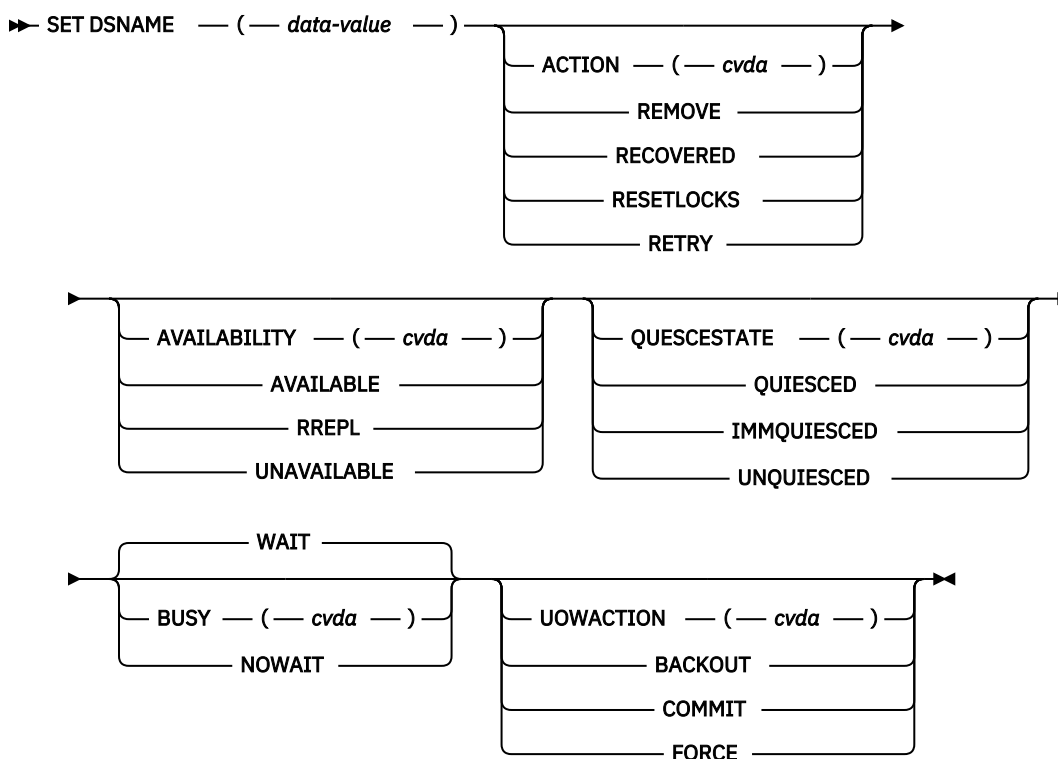 SET DSNAME ( data-value )
ACTION ( cvda )
REMOVE
RECOVERED
RESETLOCKS
RETRY
AVAILABILITY ( cvda )
AVAILABLE
RREPL
UNAVAILABLE
QUESCESTATE ( cvda )
QUIESCED
IMMQUIESCED
UNQUIESCED
WAIT
BUSY ( cvda )
NOWAIT
UOWACTION ( cvda )
BACKOUT
COMMIT
FORCE